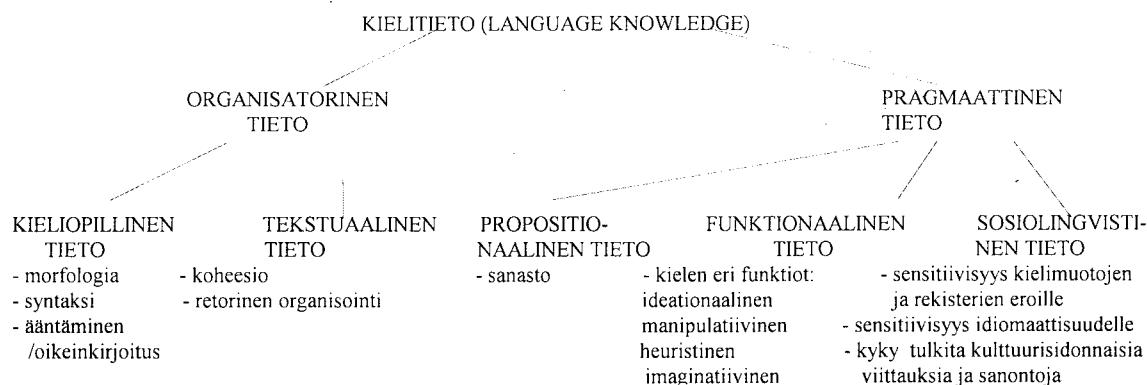 KIELITIETO (LANGUAGE KNOWLEDGE)
ORGANISATORINEN
TIETO
PRAGMAATTINEN
TIETO
KIELIOPILLINEN
TIETO
- morfologia
- syntaksi
- ääntäminen
/oikeinkirjoitus
TEKSTUAALINEN
TIETO
- koheesio
- retorinen organisointi
PROPOSITIO-
NAALINEN TIETO
- sanasto
FUNKTIONAALINEN
TIETO
- kielen eri funktiot:
ideationaalinen
manipulatiivinen
heuristinen
imaginatiivinen
SOSIOLINGVISTI-
NEN TIETO
- sensitiivisyys kielimuotojen
ja rekisterien eroille
- sensitiivisyys idiomaattisuudelle
- kyky tulkita kulttuurisidonnaisia
viittauksia ja sanontoja